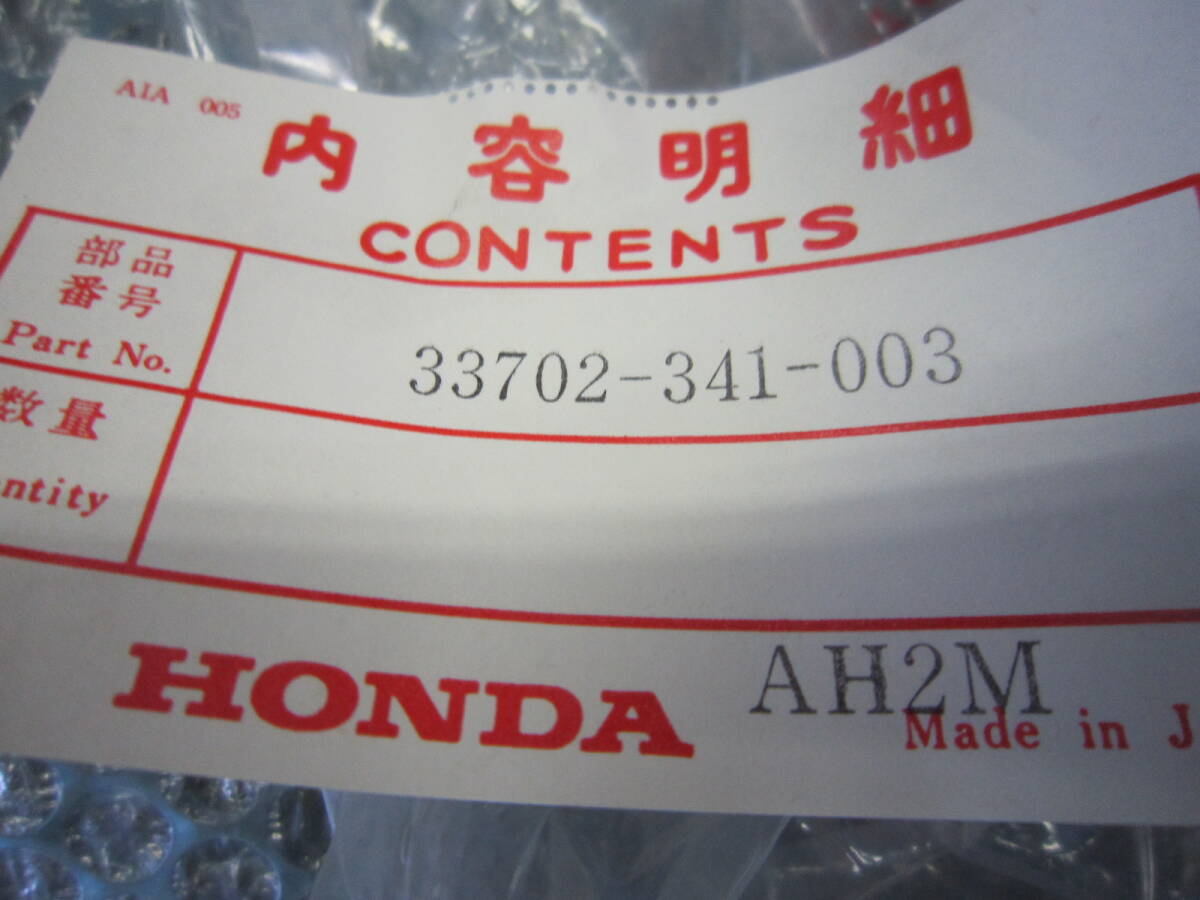 AIA 005
内容明細
CONTENTS
部品
番号
Part No.
33702-341-003
数量
ntity
HONDA
AH2M
Made in J